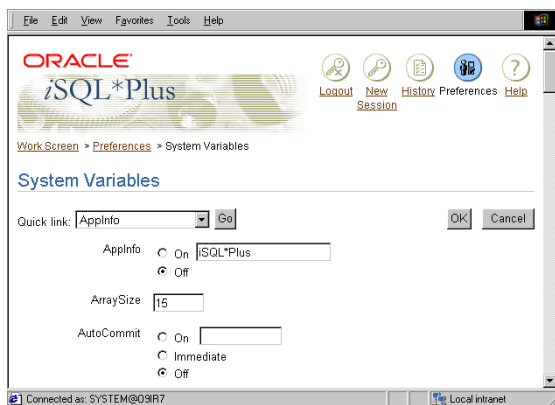 File Edit View Favorites Tools Help
ORACLE
iSQL*Plus
Logout New Session History Preferences Help
Work Screen > Preferences > System Variables
System Variables
Quick link: AppInfo Go OK Cancel
AppInfo On iSQL*Plus
Off
ArraySize 15
AutoCommit On
Immediate
Off
Connected as: SYSTEM@O9IR7 Local intranet